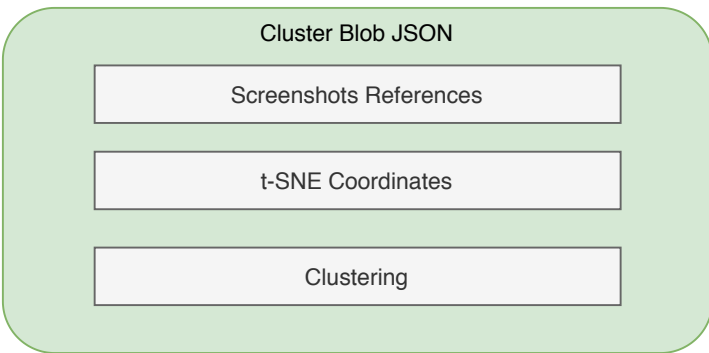 Cluster Blob JSON
Screenshots References
t-SNE Coordinates
Clustering